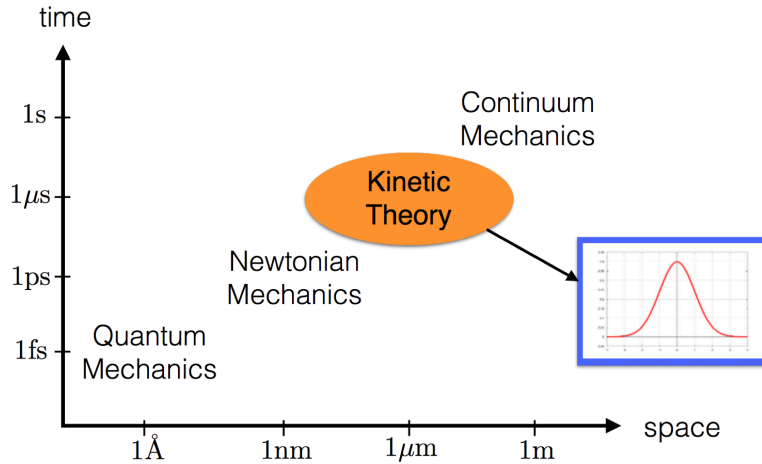 time
1s
Continuum
Mechanics
1μs
Kinetic
Theory
1ps
Newtonian
Mechanics
1fs
Quantum
Mechanics
1Å
1nm
1μm
1m
space